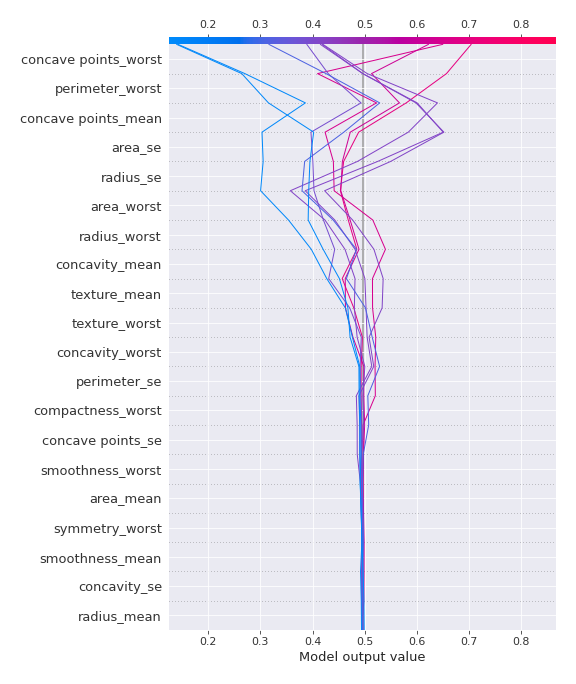 0.2 0.3 0.4 0.5 0.6 0.7 0.8
concave points_worst
perimeter_worst
concave points_mean
area_se
radius_se
area_worst
radius_worst
concavity_mean
texture_mean
texture_worst
concavity_worst
perimeter_se
compactness_worst
concave points_se
smoothness_worst
area_mean
symmetry_worst
smoothness_mean
concavity_se
radius_mean
0.2 0.3 0.4 0.5 0.6 0.7 0.8
Model output value